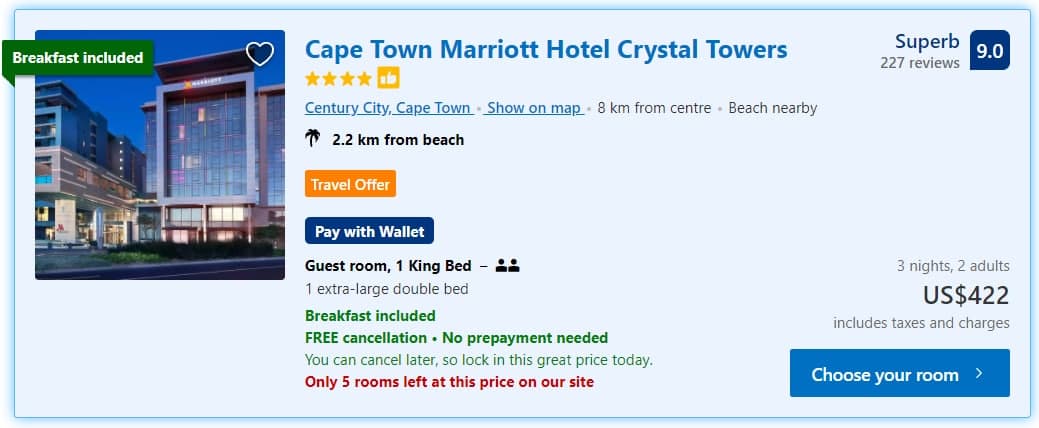 Breakfast included
MARRIOTT
Cape Town Marriott Hotel Crystal Towers
Superb
227 reviews
9.0
Century City, Cape Town • Show on map • 8 km from centre • Beach nearby
2.2 km from beach
Travel Offer
Pay with Wallet
Guest room, 1 King Bed –
1 extra-large double bed
Breakfast included
FREE cancellation • No prepayment needed
You can cancel later, so lock in this great price today.
Only 5 rooms left at this price on our site
3 nights, 2 adults
US$422
includes taxes and charges
Choose your room